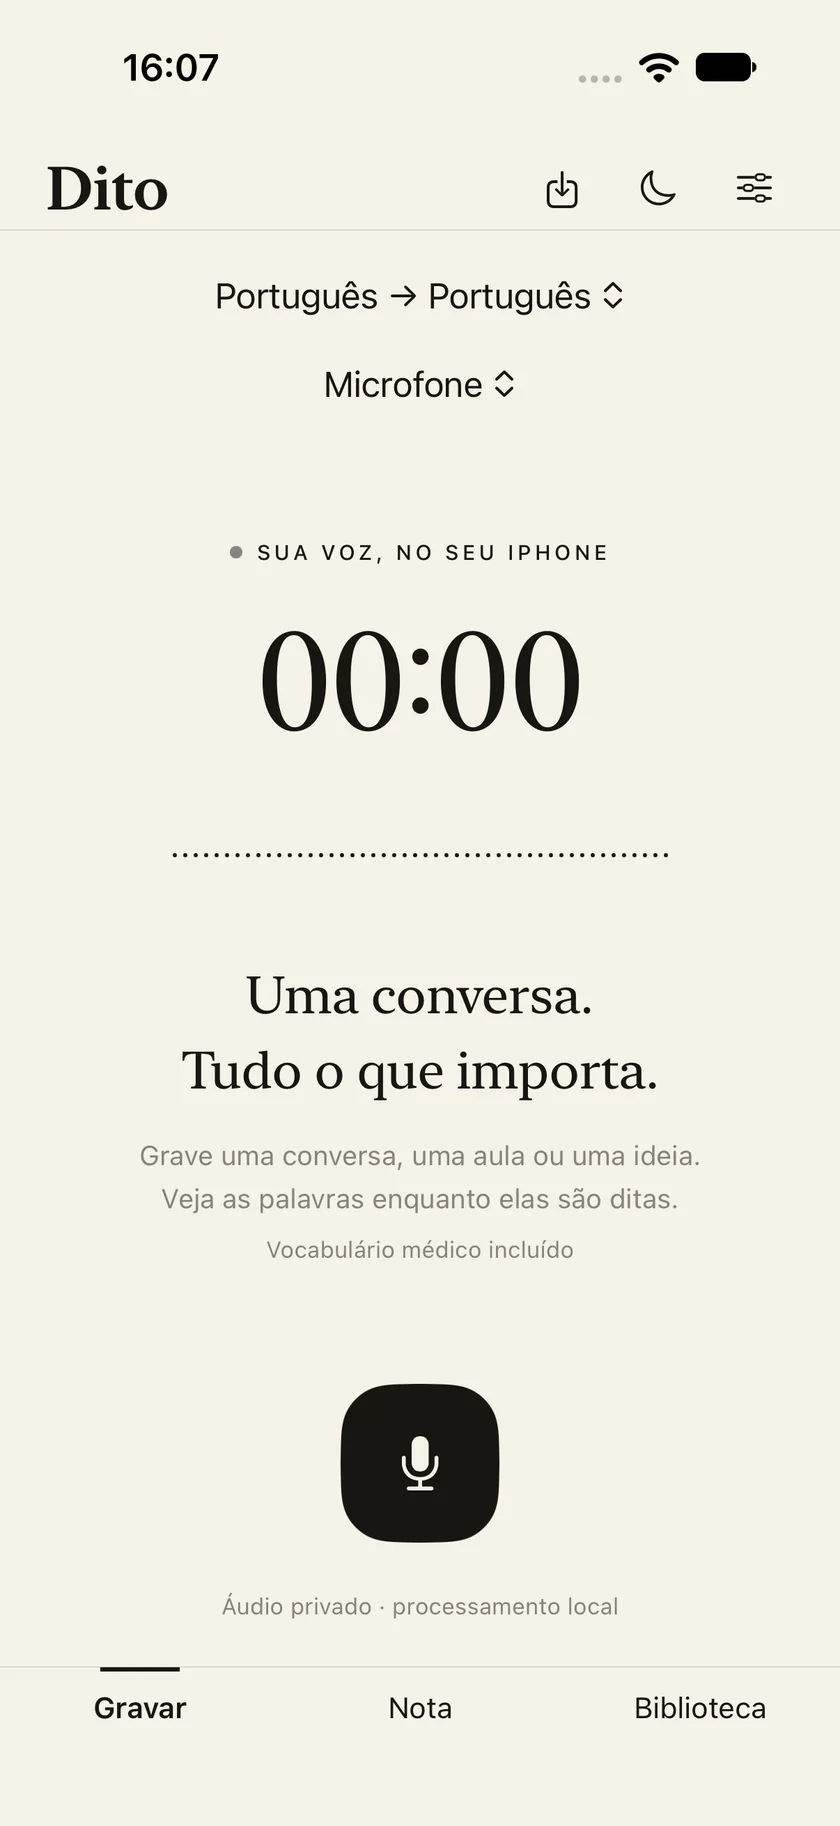 16:07
Dito
Português → Português
Microfone
SUA VOZ, NO SEU IPHONE
00:00
Uma conversa.
Tudo o que importa.
Grave uma conversa, uma aula ou uma ideia.
Veja as palavras enquanto elas são ditas.
Vocabulário médico incluído
Áudio privado · processamento local
Gravar
Nota
Biblioteca